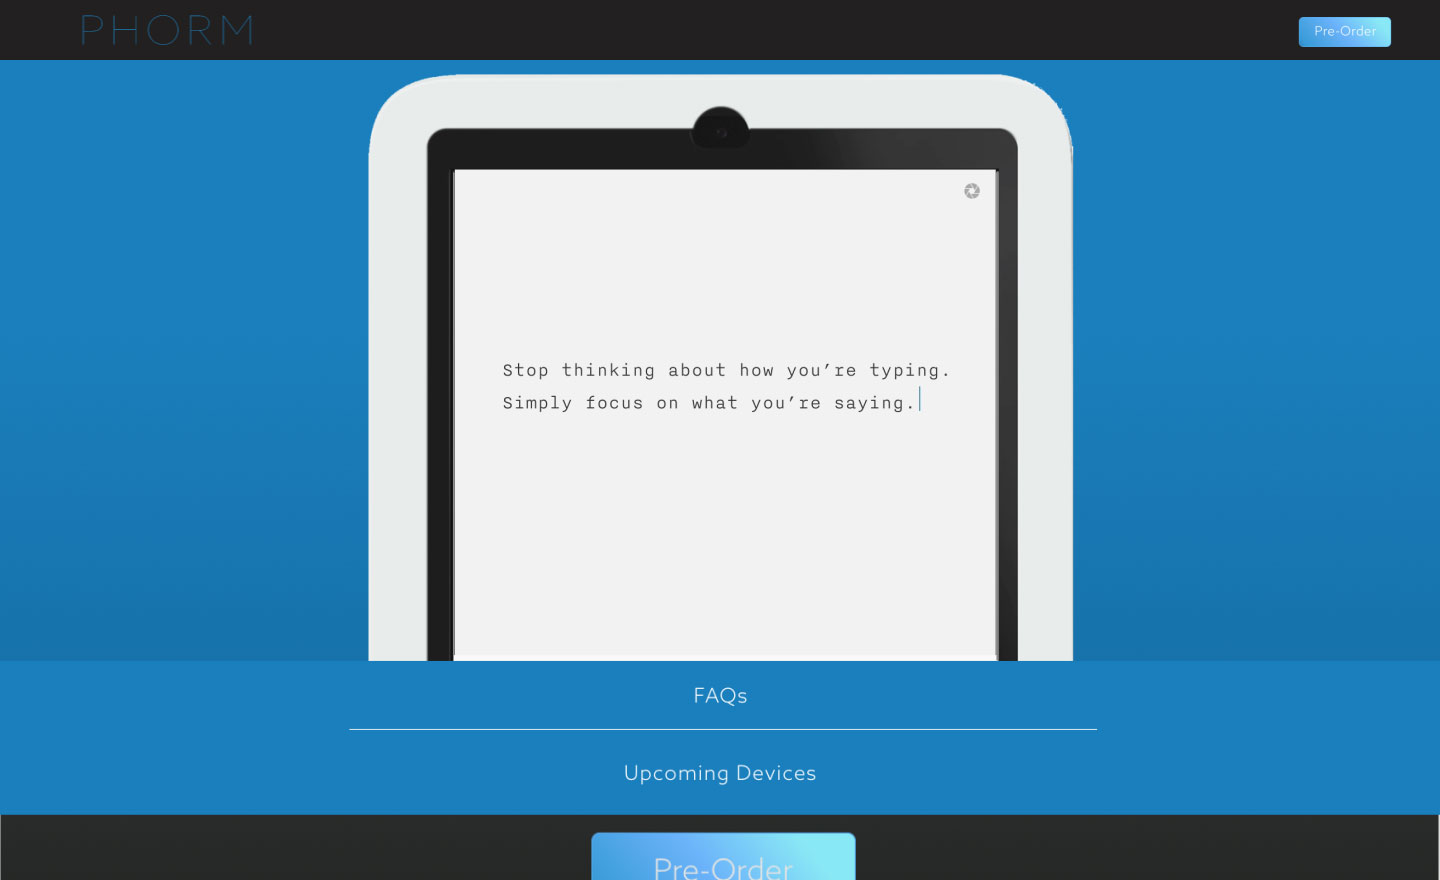 PHORM
Pre-Order
Stop thinking about how you’re typing.
Simply focus on what you’re saying.
FAQs
Upcoming Devices
Pre-Order